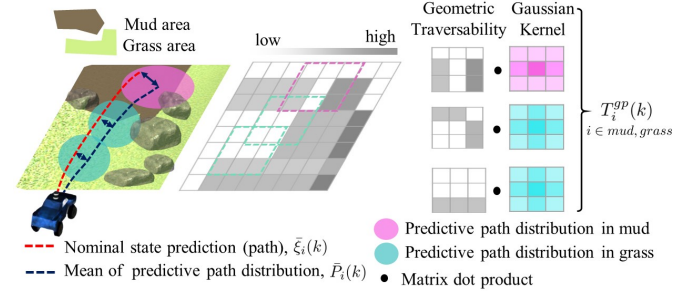 Mud area
Grass area
low
high
Geometric
Traversability
Gaussian
Kernel
T_i^{gp}(k)
i ∈ mud, grass
Nominal state prediction (path), ξ̄_i(k)
Mean of predictive path distribution, P̄_i(k)
Predictive path distribution in mud
Predictive path distribution in grass
Matrix dot product